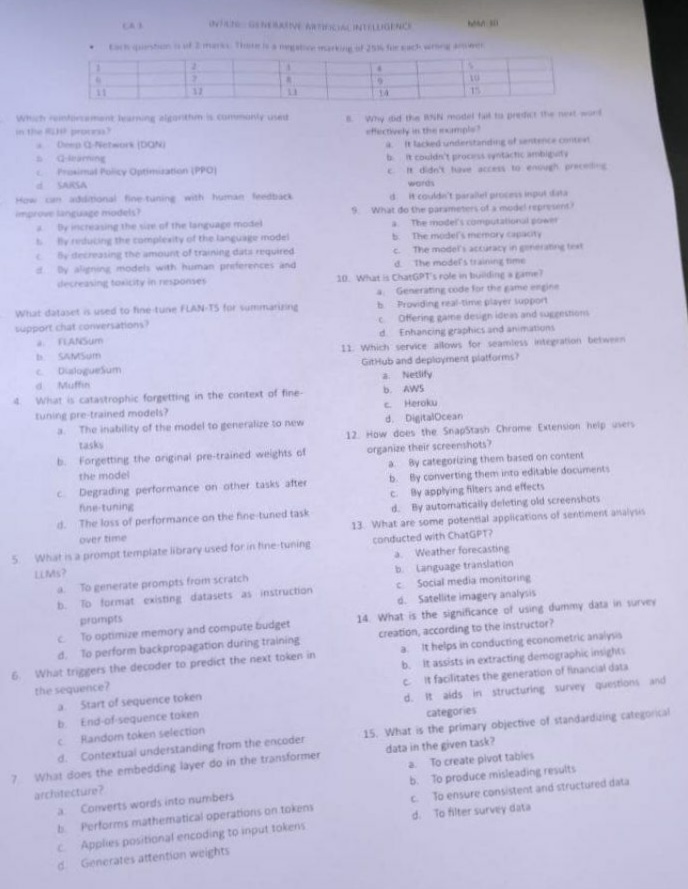 CA 3 INT426:: GENERATIVE ARTIFICIAL INTELLIGENCE MM: 30
• Each question is of 2 marks. There is a negative marking of 25% for each wrong answer.
1 2 3 4 5
6 7 8 9 10
11 12 13 14 15
Which reinforcement learning algorithm is commonly used
in the RLHF process?
a. Deep Q-Network (DQN)
b. Q-learning
c. Proximal Policy Optimization (PPO)
d. SARSA
How can additional fine-tuning with human feedback
improve language models?
a. By increasing the size of the language model
b. By reducing the complexity of the language model
c. By decreasing the amount of training data required
d. By aligning models with human preferences and
decreasing toxicity in responses
What dataset is used to fine-tune FLAN-T5 for summarizing
support chat conversations?
a. FLANSum
b. SAMSum
c. DialogueSum
d. Muffin
4. What is catastrophic forgetting in the context of fine-
tuning pre-trained models?
a. The inability of the model to generalize to new
tasks
b. Forgetting the original pre-trained weights of
the model
c. Degrading performance on other tasks after
fine-tuning
d. The loss of performance on the fine-tuned task
over time
5. What is a prompt template library used for in fine-tuning
LLMs?
a. To generate prompts from scratch
b. To format existing datasets as instruction
prompts
c. To optimize memory and compute budget
d. To perform backpropagation during training
6. What triggers the decoder to predict the next token in
the sequence?
a. Start of sequence token
b. End-of-sequence token
c. Random token selection
d. Contextual understanding from the encoder
7. What does the embedding layer do in the transformer
architecture?
a. Converts words into numbers
b. Performs mathematical operations on tokens
c. Applies positional encoding to input tokens
d. Generates attention weights
8. Why did the RNN model fail to predict the next word
effectively in the example?
a. It lacked understanding of sentence context
b. It couldn't process syntactic ambiguity
c. It didn't have access to enough preceding
words
d. It couldn't parallel process input data
9. What do the parameters of a model represent?
a. The model's computational power
b. The model's memory capacity
c. The model's accuracy in generating text
d. The model's training time
10. What is ChatGPT's role in building a game?
a. Generating code for the game engine
b. Providing real-time player support
c. Offering game design ideas and suggestions
d. Enhancing graphics and animations
11. Which service allows for seamless integration between
GitHub and deployment platforms?
a. Netlify
b. AWS
c. Heroku
d. DigitalOcean
12. How does the SnapStash Chrome Extension help users
organize their screenshots?
a. By categorizing them based on content
b. By converting them into editable documents
c. By applying filters and effects
d. By automatically deleting old screenshots
13. What are some potential applications of sentiment analysis
conducted with ChatGPT?
a. Weather forecasting
b. Language translation
c. Social media monitoring
d. Satellite imagery analysis
14. What is the significance of using dummy data in survey
creation, according to the instructor?
a. It helps in conducting econometric analysis
b. It assists in extracting demographic insights
c. It facilitates the generation of financial data
d. It aids in structuring survey questions and
categories
15. What is the primary objective of standardizing categorical
data in the given task?
a. To create pivot tables
b. To produce misleading results
c. To ensure consistent and structured data
d. To filter survey data